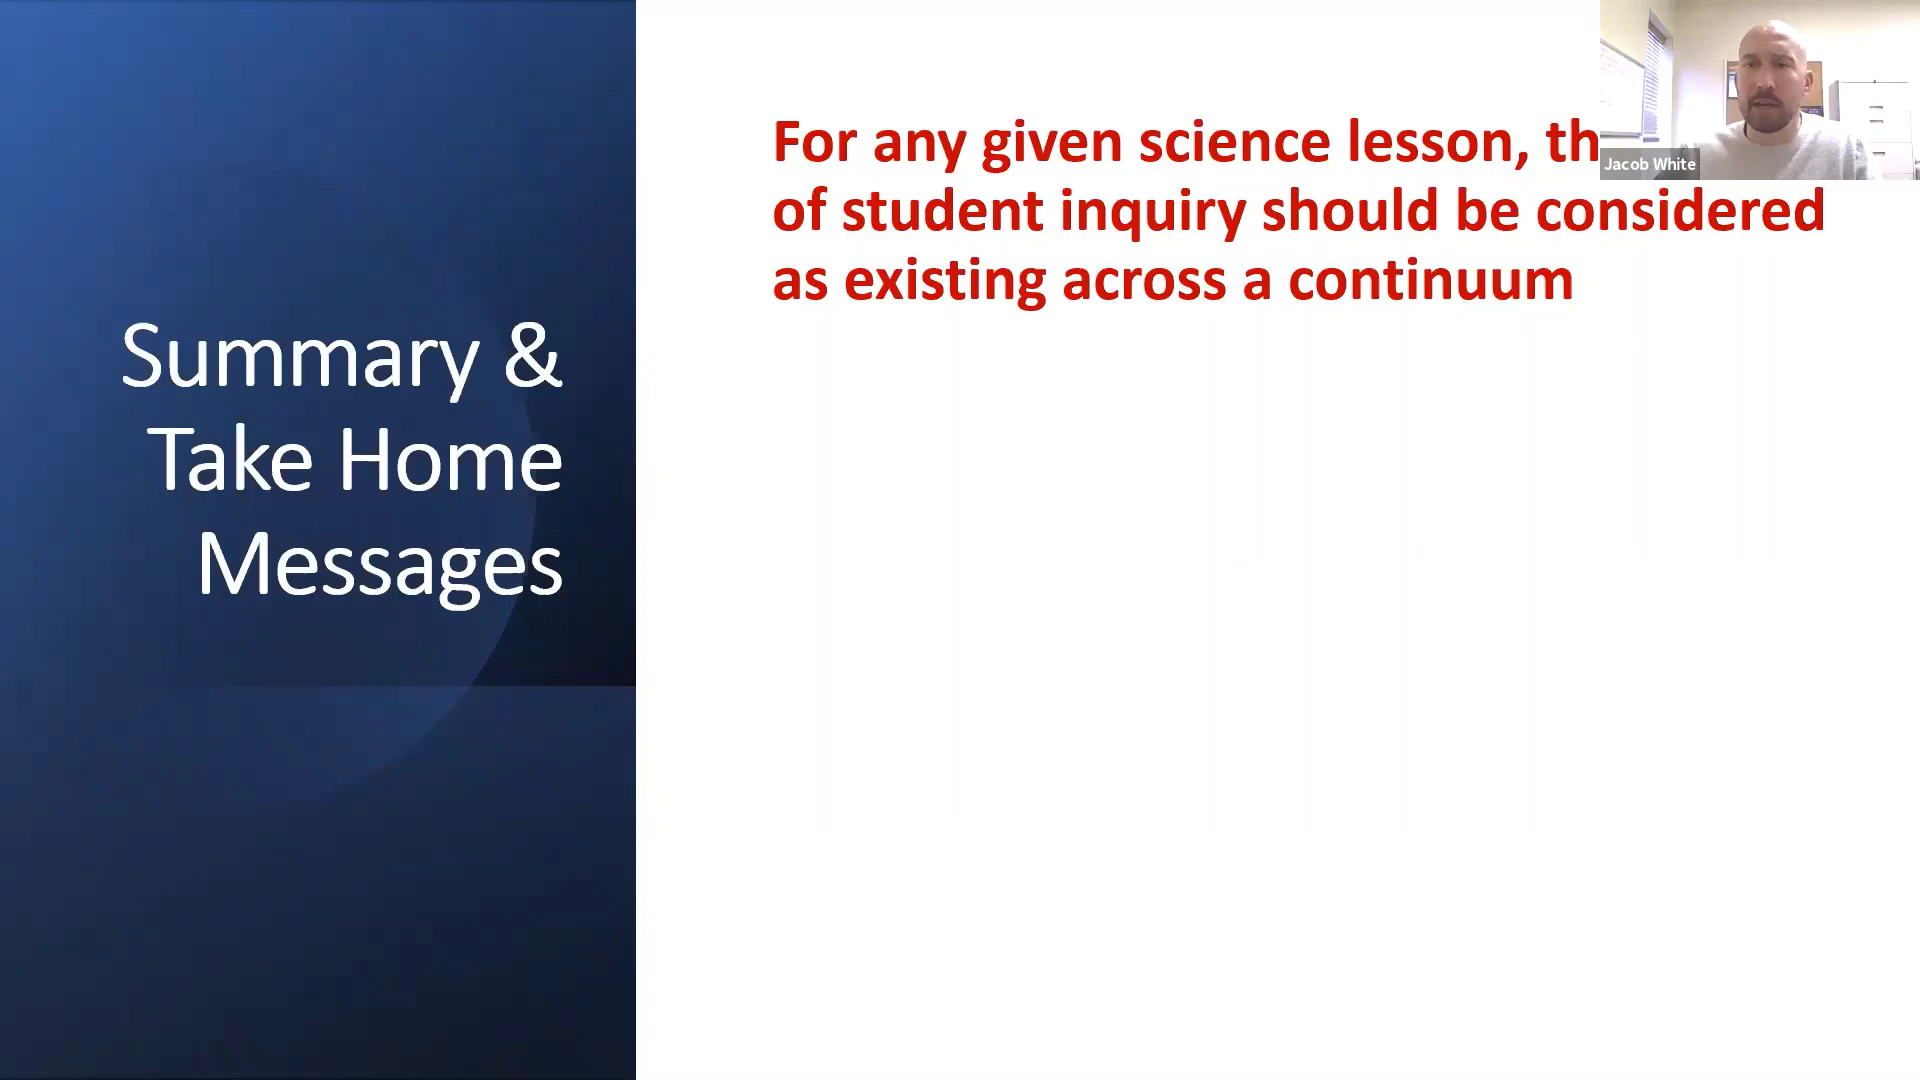 Summary &
Take Home
Messages
For any given science lesson, th
of student inquiry should be considered
as existing across a continuum
Jacob White